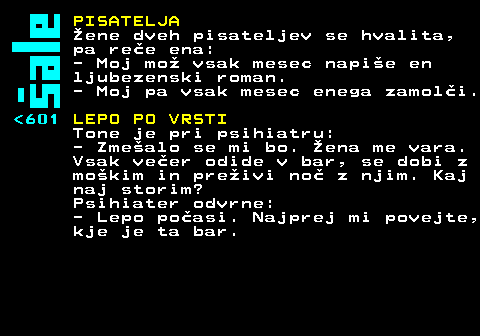 šale
PISATELJA
Žene dveh pisateljev se hvalita,
pa reče ena:
- Moj mož vsak mesec napiše en
ljubezenski roman.
- Moj pa vsak mesec enega zamolči.
<601 LEPO PO VRSTI
Tone je pri psihiatru:
- Zmešalo se mi bo. Žena me vara.
Vsak večer odide v bar, se dobi z
moškim in preživi noč z njim. Kaj
naj storim?
Psihiater odvrne:
- Lepo počasi. Najprej mi povejte,
kje je ta bar.